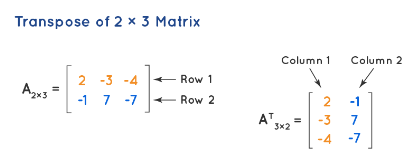 Transpose of 2 × 3 Matrix
A2×3 = [ 2 -3 -4 ] ← Row 1
[ -1 7 -7 ] ← Row 2
Column 1 Column 2
Aᵀ3×2 = [ 2 -1 ]
[ -3 7 ]
[ -4 -7 ]